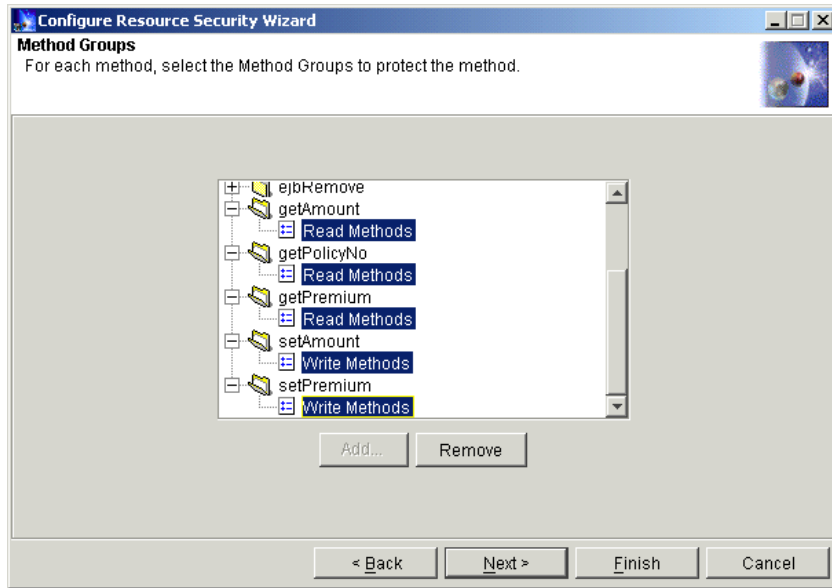 Configure Resource Security Wizard
Method Groups
For each method, select the Method Groups to protect the method.
ejbRemove
getAmount
Read Methods
getPolicyNo
Read Methods
getPremium
Read Methods
setAmount
Write Methods
setPremium
Write Methods
Add... Remove
< Back Next > Finish Cancel